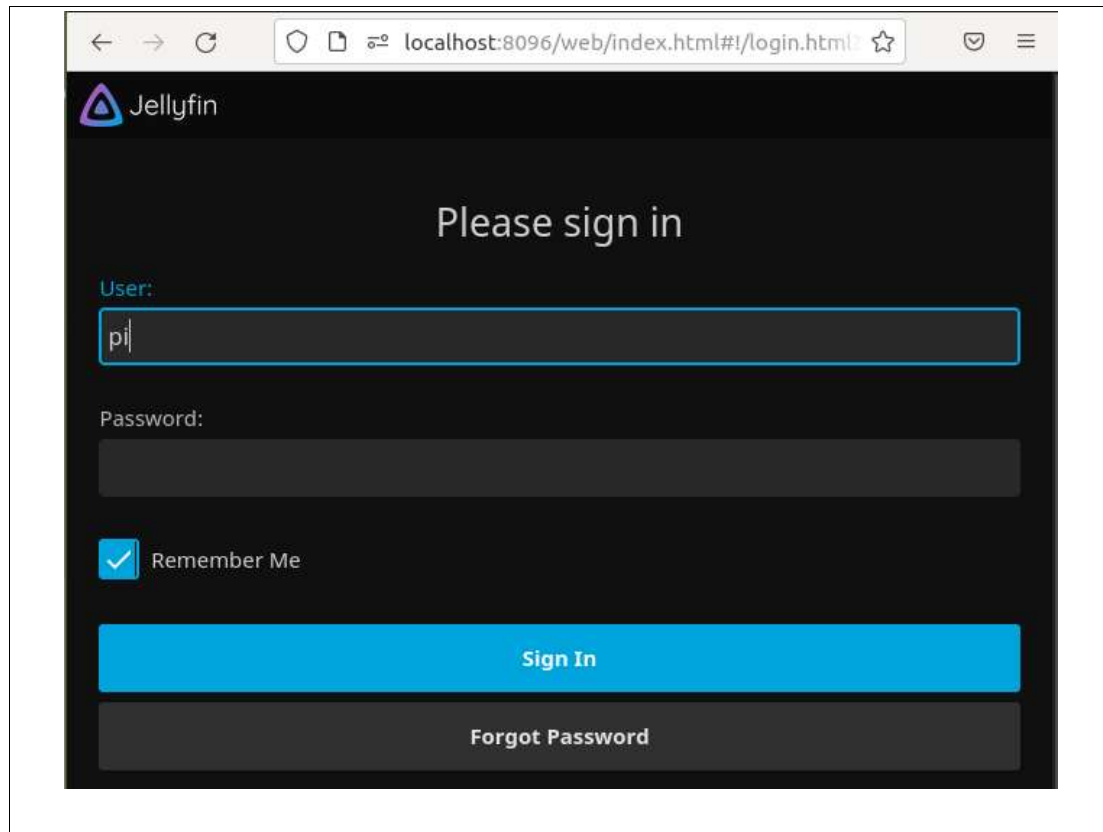 localhost:8096/web/index.html#!/login.html
Jellyfin
Please sign in
User:
pi
Password:
Remember Me
Sign In
Forgot Password